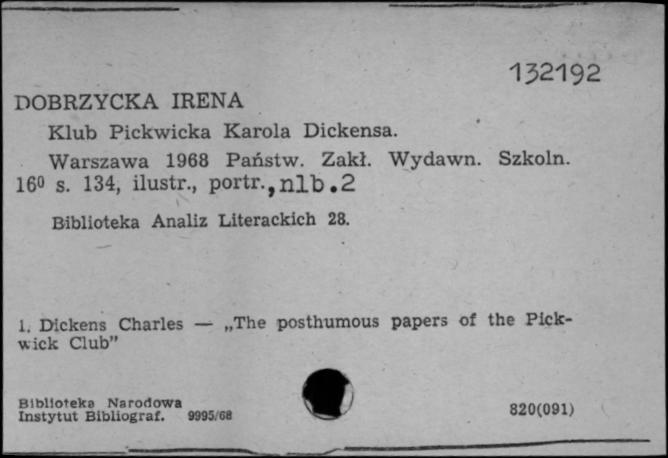 132192
DOBRZYCKA IRENA
Klub Pickwicka Karola Dickensa.
Warszawa 1968 Państw. Zakł. Wydawn. Szkoln.
16⁰ s. 134, ilustr., portr., nlb.2
Biblioteka Analiz Literackich 28.
1. Dickens Charles — „The posthumous papers of the Pick-
wick Club”
Biblioteka Narodowa
Instytut Bibliograf. 9995/68
820(091)